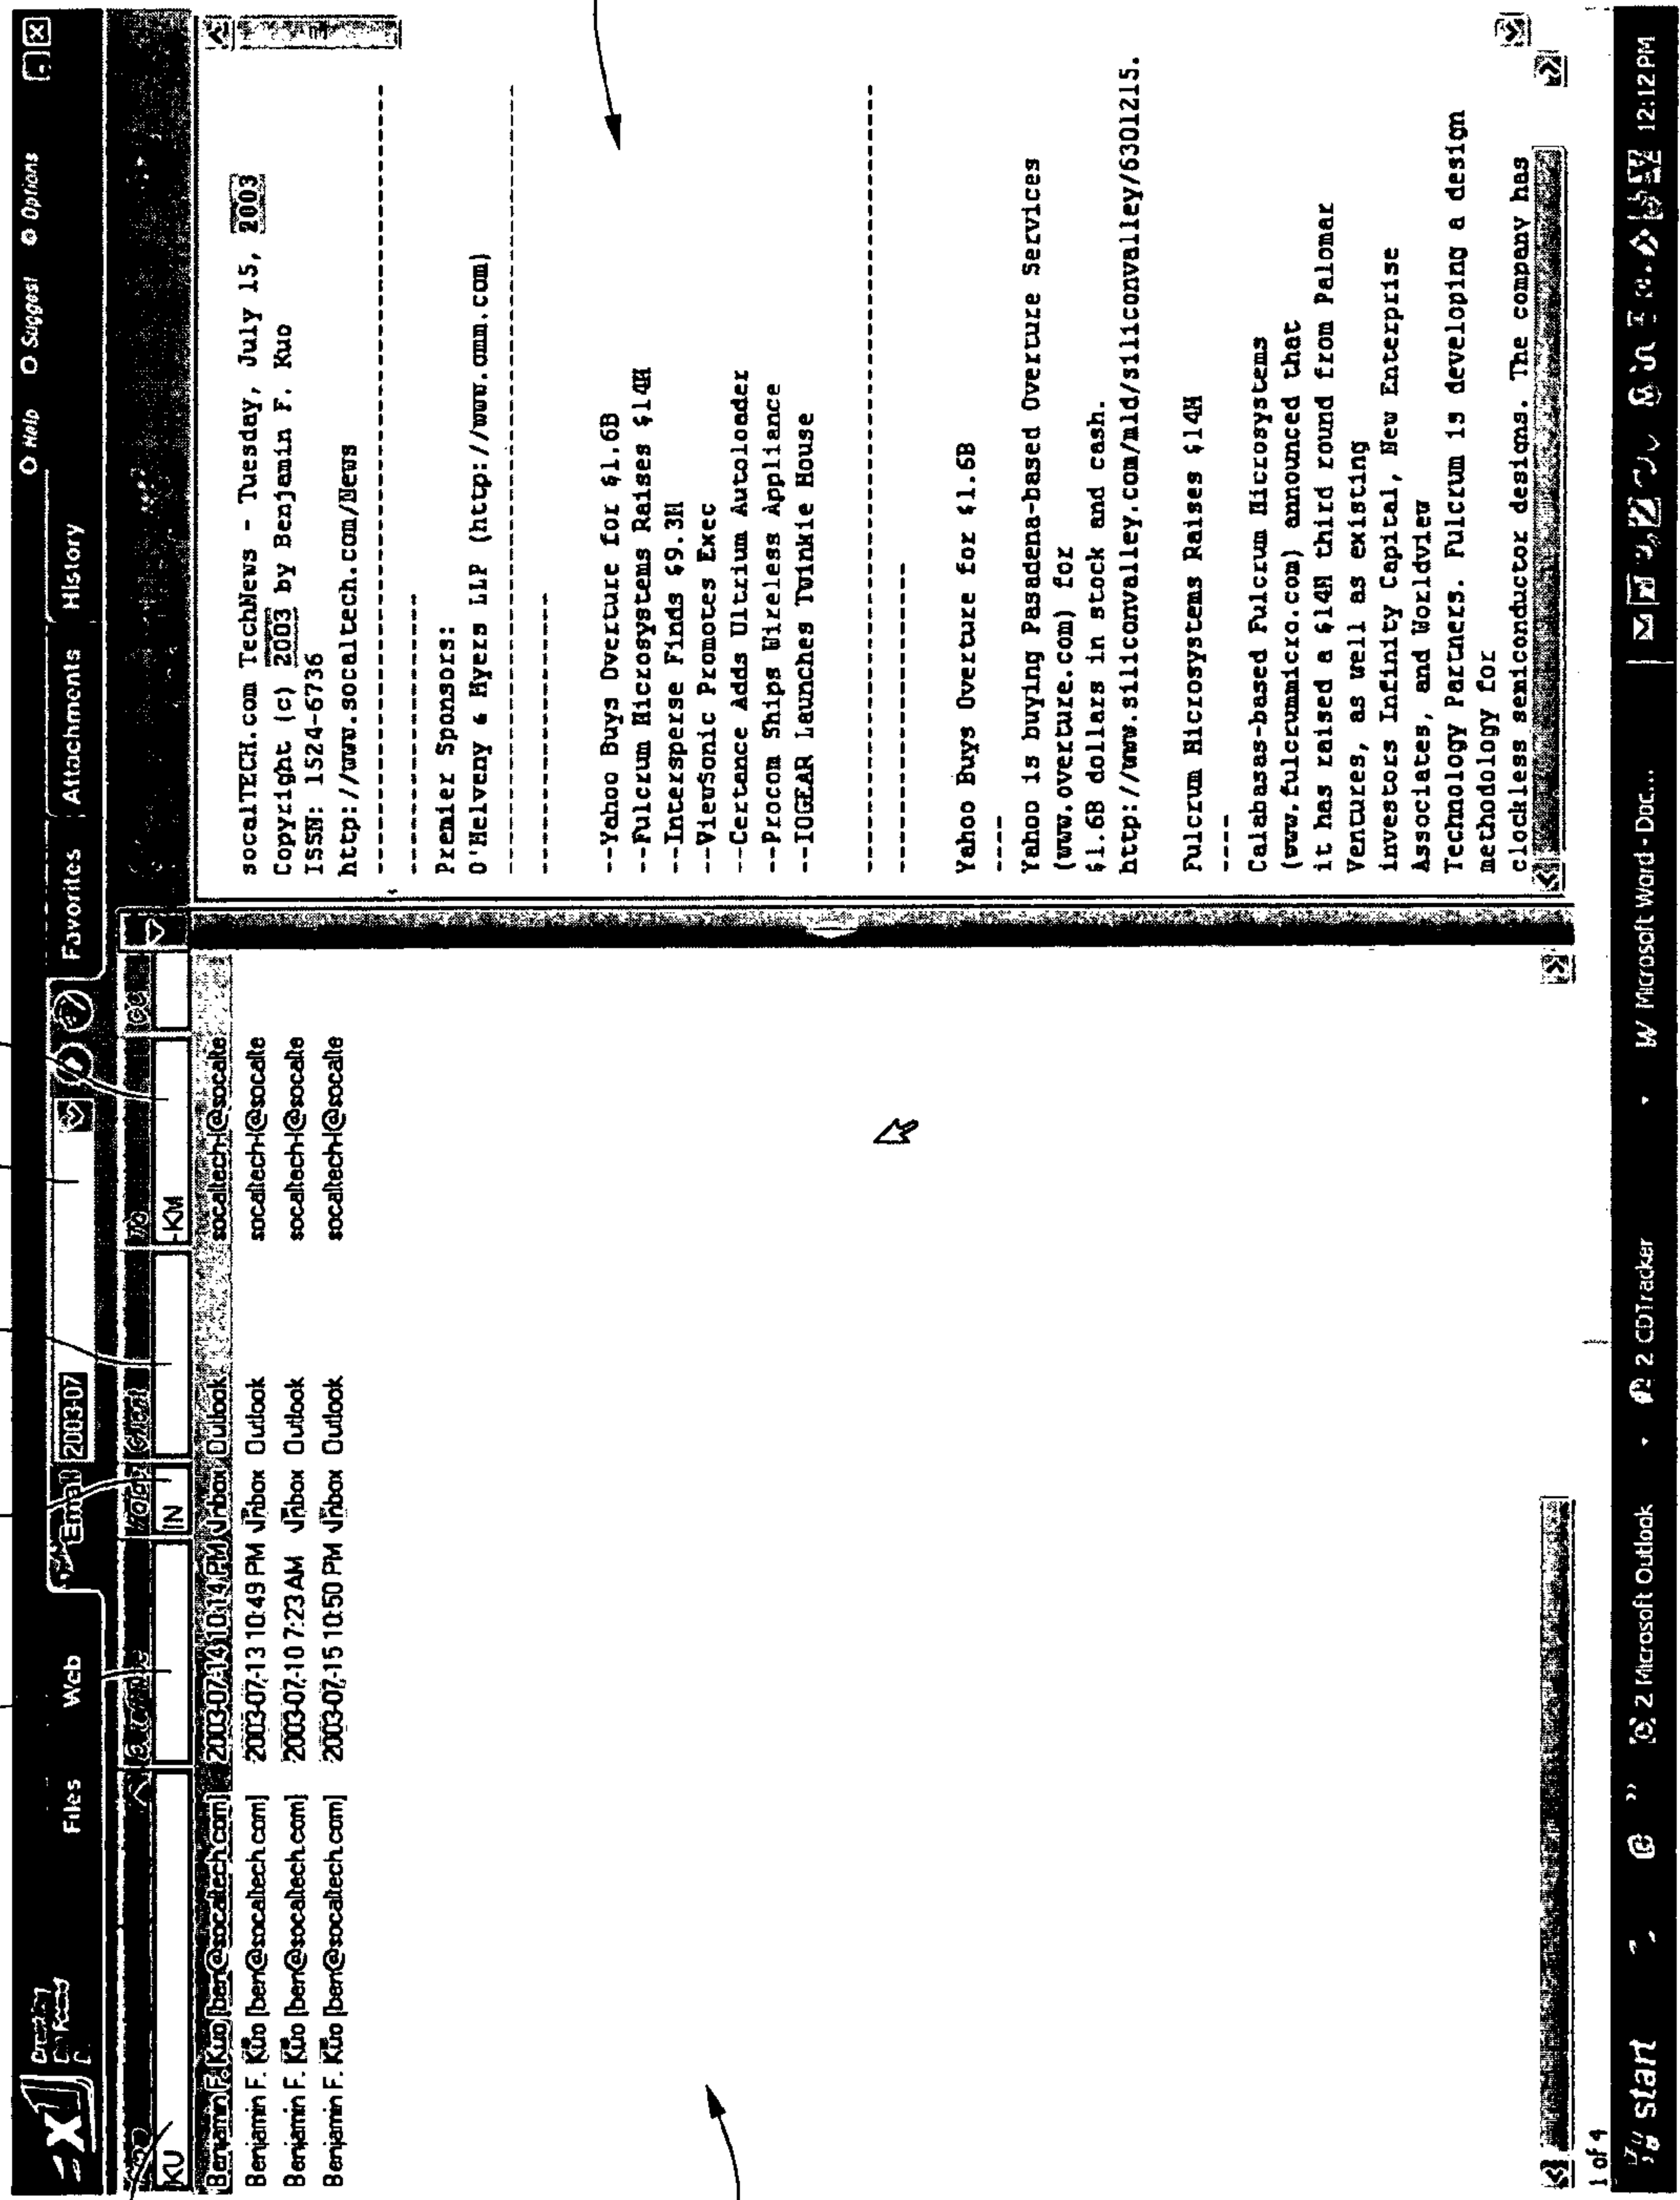 X1
Help Suggest Options
Files Web Email 2003-07 Favorites Attachments History
To CC
KU IN -KM
Benjamin F. Kuo [ben@socaltech.com] 2003-07-14 10:14 PM Inbox Outlook socaltech-l@socalte
Benjamin F. Kuo [ben@socaltech.com] 2003-07-13 10:49 PM Inbox Outlook socaltech-l@socalte
Benjamin F. Kuo [ben@socaltech.com] 2003-07-10 7:23 AM Inbox Outlook socaltech-l@socalte
Benjamin F. Kuo [ben@socaltech.com] 2003-07-15 10:50 PM Inbox Outlook socaltech-l@socalte
socalTECH.com TechNews - Tuesday, July 15, 2003
Copyright (c) 2003 by Benjamin F. Kuo
ISSN: 1524-6736
http://www.socaltech.com/News
Premier Sponsors:
O'Melveny & Myers LLP (http://www.omm.com)
--Yahoo Buys Overture for $1.6B
--Fulcrum Microsystems Raises $14M
--Intersperse Finds $9.3M
--ViewSonic Promotes Exec
--Certance Adds Ultrium Autoloader
--Procom Ships Wireless Appliance
--IOGEAR Launches Twinkie House
Yahoo Buys Overture for $1.6B
----
Yahoo is buying Pasadena-based Overture Services
(www.overture.com) for
$1.6B dollars in stock and cash.
http://www.siliconvalley.com/mld/siliconvalley/6301215.
Fulcrum Microsystems Raises $14M
----
Calabasas-based Fulcrum Microsystems
(www.fulcrummicro.com) announced that
it has raised a $14M third round from Palomar
Ventures, as well as existing
investors Infinity Capital, New Enterprise
Associates, and Worldview
Technology Partners. Fulcrum is developing a design
methodology for
clockless semiconductor designs. The company has
1 of 4
start 2 Microsoft Outlook 2 CDTracker W Microsoft Word - Doc... 12:12 PM